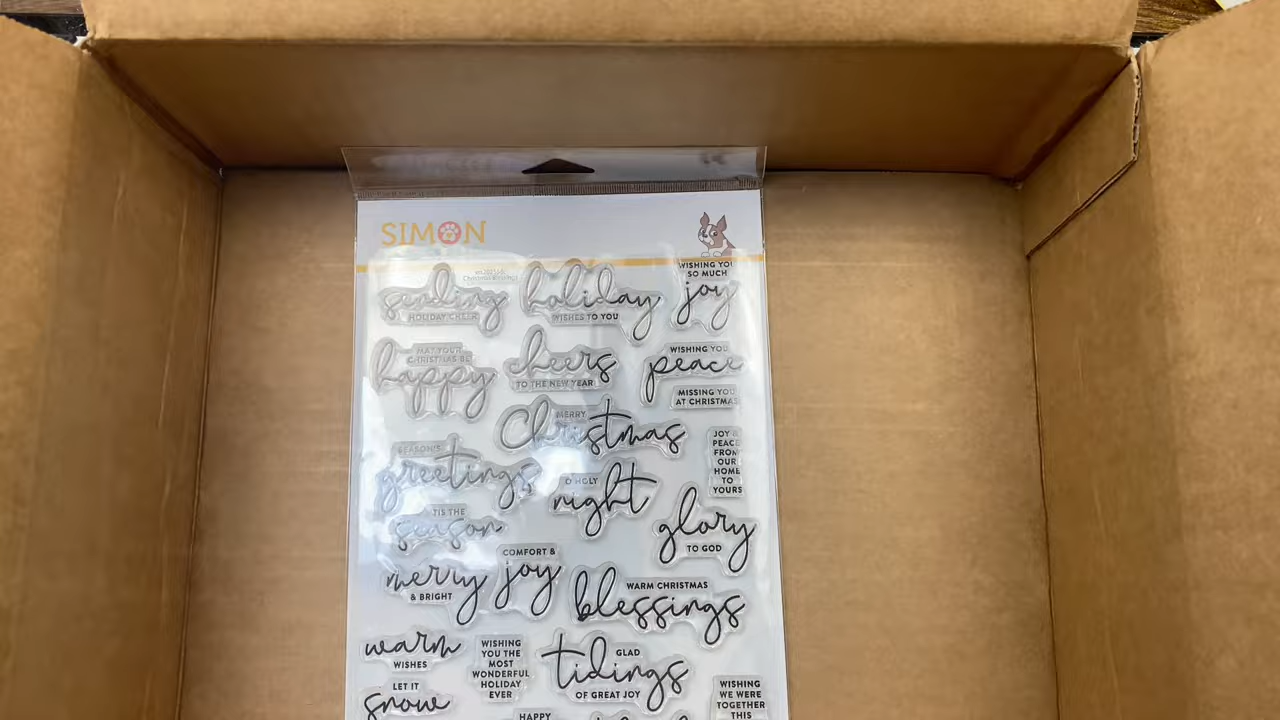 SIMON
Christmas Blessings
sending
HOLIDAY CHEER
holiday
WISHES TO YOU
WISHING YOU
SO MUCH
joy
MAY YOUR
CHRISTMAS BE
happy
cheers
TO THE NEW YEAR
WISHING YOU
peace
MISSING YOU
AT CHRISTMAS
MERRY
Christmas
JOY &
PEACE
FROM
OUR
HOME
TO
YOURS
SEASON'S
greetings
O HOLY
night
'TIS THE
season
glory
TO GOD
merry
& BRIGHT
COMFORT &
joy
WARM CHRISTMAS
blessings
warm
WISHES
WISHING
YOU THE
MOST
WONDERFUL
HOLIDAY
EVER
GLAD
tidings
OF GREAT JOY
LET IT
snow
WISHING
WE WERE
TOGETHER
THIS
HAPPY